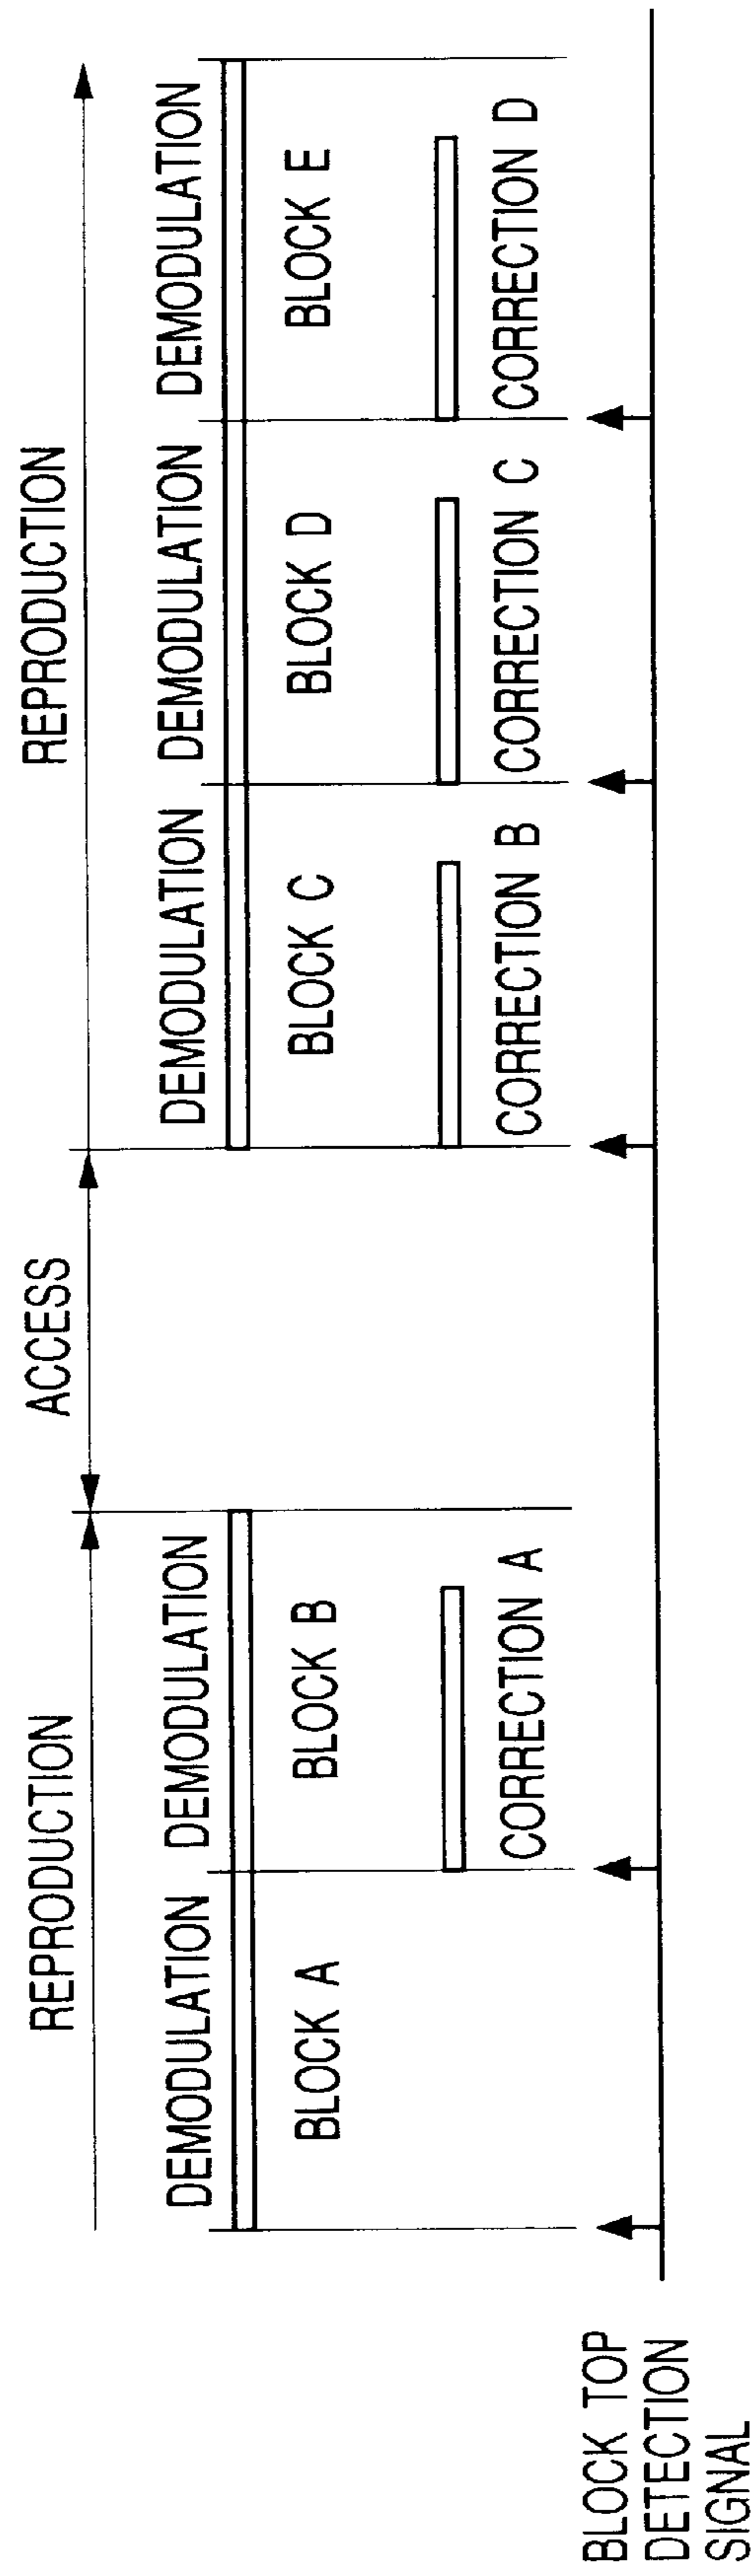 REPRODUCTION
ACCESS
REPRODUCTION
DEMODULATION
DEMODULATION
DEMODULATION
DEMODULATION
DEMODULATION
BLOCK A
BLOCK B
BLOCK C
BLOCK D
BLOCK E
CORRECTION A
CORRECTION B
CORRECTION C
CORRECTION D
BLOCK TOP
DETECTION
SIGNAL